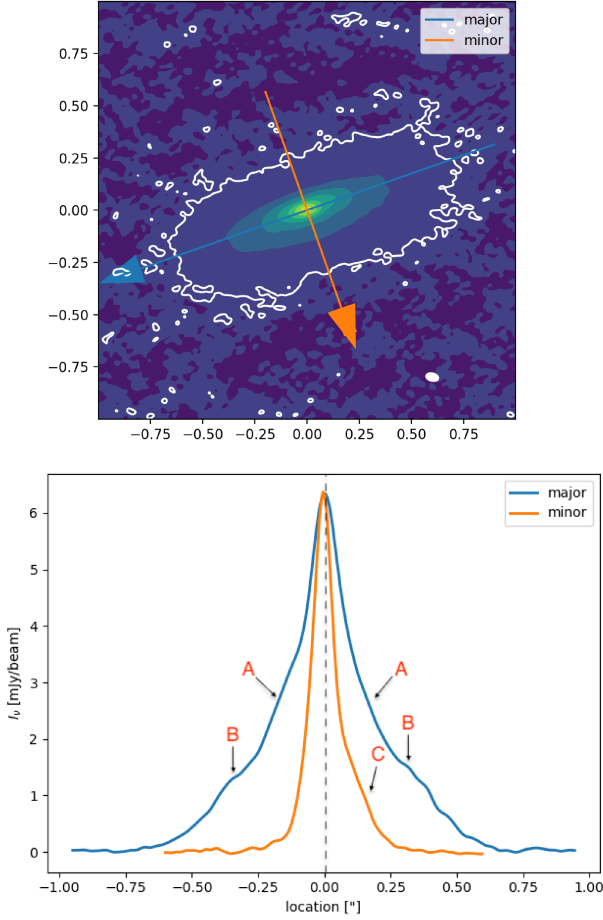 major
minor
0.75
0.50
0.25
0.00
−0.25
−0.50
−0.75
−0.75 −0.50 −0.25 0.00 0.25 0.50 0.75
major
minor
6
5
4
3
2
1
0
I𝜈 [mJy/beam]
A A
B B
C
−1.00 −0.75 −0.50 −0.25 0.00 0.25 0.50 0.75 1.00
location ["]